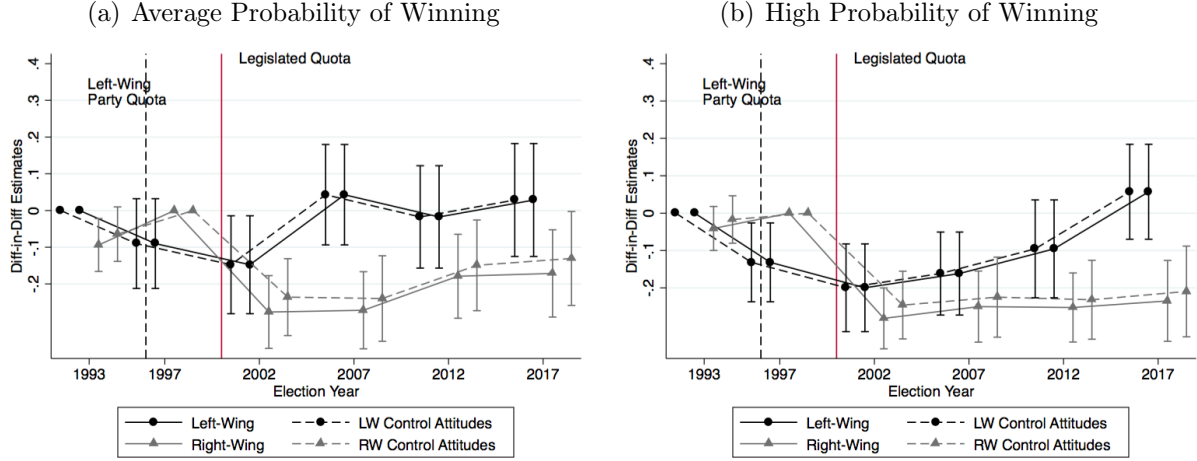 (a) Average Probability of Winning
Legislated Quota
Left-Wing
Party Quota
Diff-in-Diff Estimates
.4
.3
.2
.1
0
.1
.2
1993 1997 2002 2007 2012 2017
Election Year
Left-Wing LW Control Attitudes
Right-Wing RW Control Attitudes
(b) High Probability of Winning
Legislated Quota
Left-Wing
Party Quota
Diff-in-Diff Estimates
.4
.3
.2
.1
0
.1
.2
1993 1997 2002 2007 2012 2017
Election Year
Left-Wing LW Control Attitudes
Right-Wing RW Control Attitudes